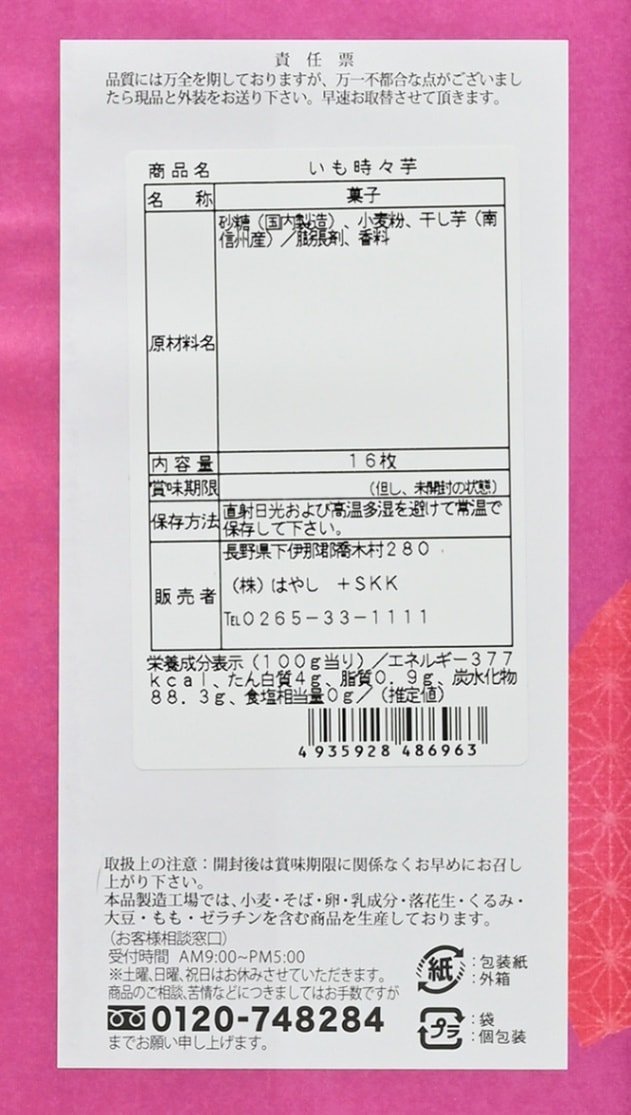 責任票
品質には万全を期しておりますが、万一不都合な点がございまし
たら現品と外装をお送り下さい。早速お取替させて頂きます。
商品名 いも時々芋
名称 菓子
原材料名 砂糖（国内製造）、小麦粉、干し芋（南
信州産）／膨張剤、香料
内容量 16枚
賞味期限 （但し、未開封の状態）
保存方法 直射日光および高温多湿を避けて常温で
保存して下さい。
販売者 長野県下伊那郡喬木村280
（株）はやし +SKK
℡0265-33-1111
栄養成分表示（100g当り）／エネルギー377
kcal、たん白質4g、脂質0.9g、炭水化物
88.3g、食塩相当量0g／（推定値）
4935928 486963
取扱上の注意：開封後は賞味期限に関係なくお早めにお召し
上がり下さい。
本品製造工場では、小麦・そば・卵・乳成分・落花生・くるみ・
大豆・もも・ゼラチンを含む商品を生産しております。
（お客様相談窓口）
受付時間 AM9:00~PM5:00
※土曜、日曜、祝日はお休みさせていただきます。
商品のご相談、苦情などにつきましてはお手数ですが
0120-748284
までお願い申し上げます。
紙 ：包装紙
：外箱
プラ ：袋
：個包装